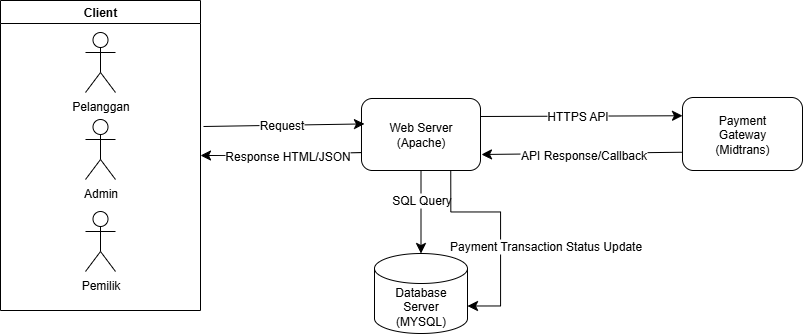 Client
Pelanggan
Admin
Pemilik
Request
Response HTML/JSON
Web Server
(Apache)
HTTPS API
API Response/Callback
Payment
Gateway
(Midtrans)
SQL Query
Payment Transaction Status Update
Database
Server
(MYSQL)